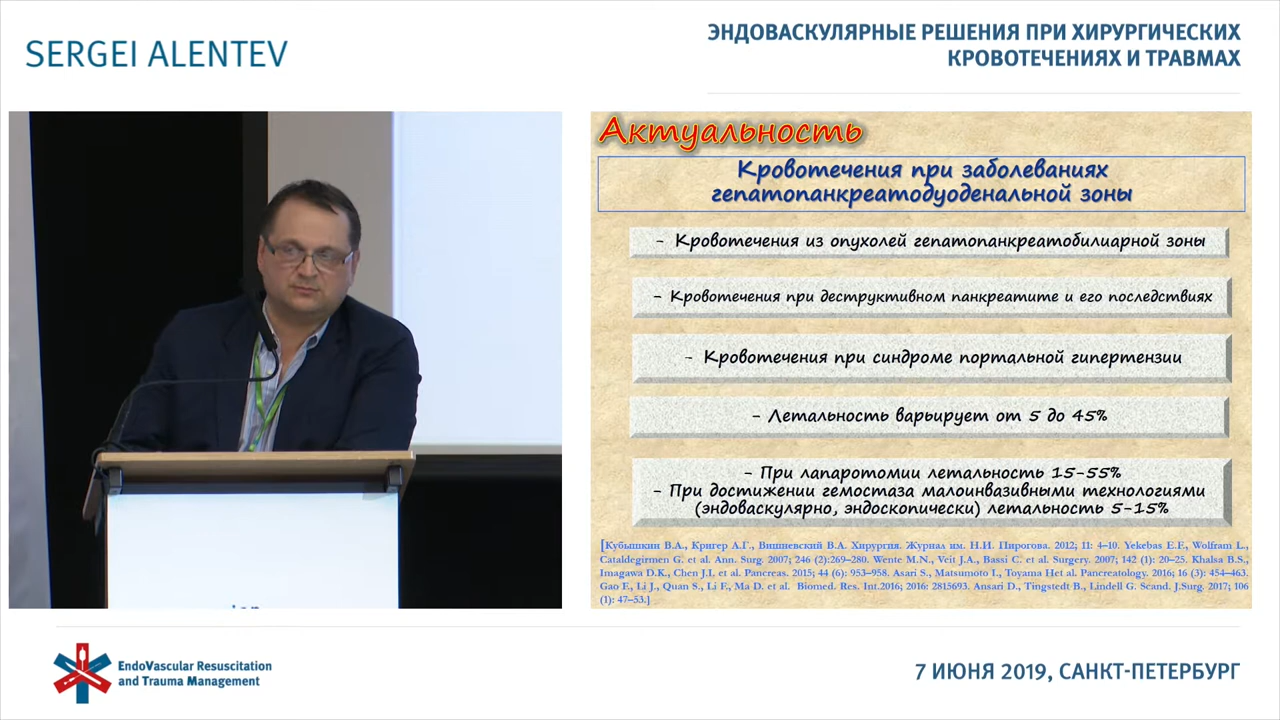 SERGEI ALENTEV
ЭНДОВАСКУЛЯРНЫЕ РЕШЕНИЯ ПРИ ХИРУРГИЧЕСКИХ
КРОВОТЕЧЕНИЯХ И ТРАВМАХ
Актуальность
Кровотечения при заболеваниях
гепатопанкреатодуоденальной зоны
- Кровотечения из опухолей гепатопанкреатобилиарной зоны
- Кровотечения при деструктивном панкреатите и его последствиях
- Кровотечения при синдроме портальной гипертензии
- Летальность варьирует от 5 до 45%
- При лапаротомии летальность 15-55%
- При достижении гемостаза малоинвазивными технологиями
(эндоваскулярно, эндоскопически) летальность 5-15%
[Кубышкин В.А., Кригер А.Г., Вишневский В.А. Хирургия. Журнал им. Н.И. Пирогова. 2012; 11: 4–10. Yekebas E.F., Wolfram L.,
Cataldegirmen G. et al. Ann. Surg. 2007; 246 (2):269–280. Wente M.N., Veit J.A., Bassi C. et al. Surgery. 2007; 142 (1): 20–25. Khalsa B.S.,
Imagawa D.K., Chen J.I. et al. Pancreas. 2015; 44 (6): 953–958. Asari S., Matsumoto I., Toyama Het al. Pancreatology. 2016; 16 (3): 454–463.
Gao F., Li J., Quan S., Li F., Ma D. et al. Biomed. Res. Int.2016; 2016: 2815693. Ansari D., Tingstedt B., Lindell G. Scand. J.Surg. 2017; 106
(1): 47–53.]
EndoVascular Resuscitation
and Trauma Management
7 ИЮНЯ 2019, САНКТ-ПЕТЕРБУРГ